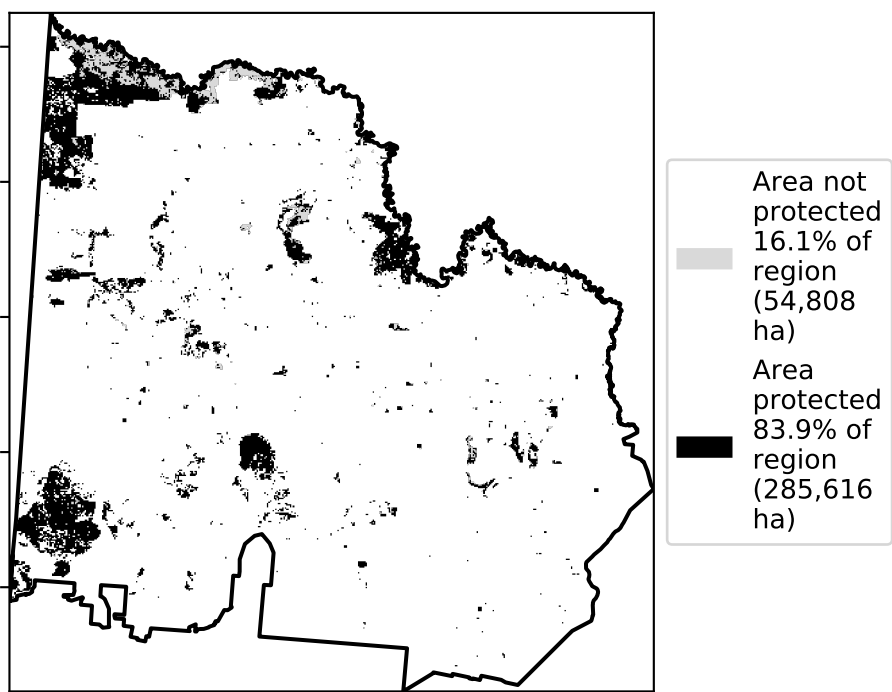 Area not
protected
16.1% of
region
(54,808
ha)
Area
protected
83.9% of
region
(285,616
ha)